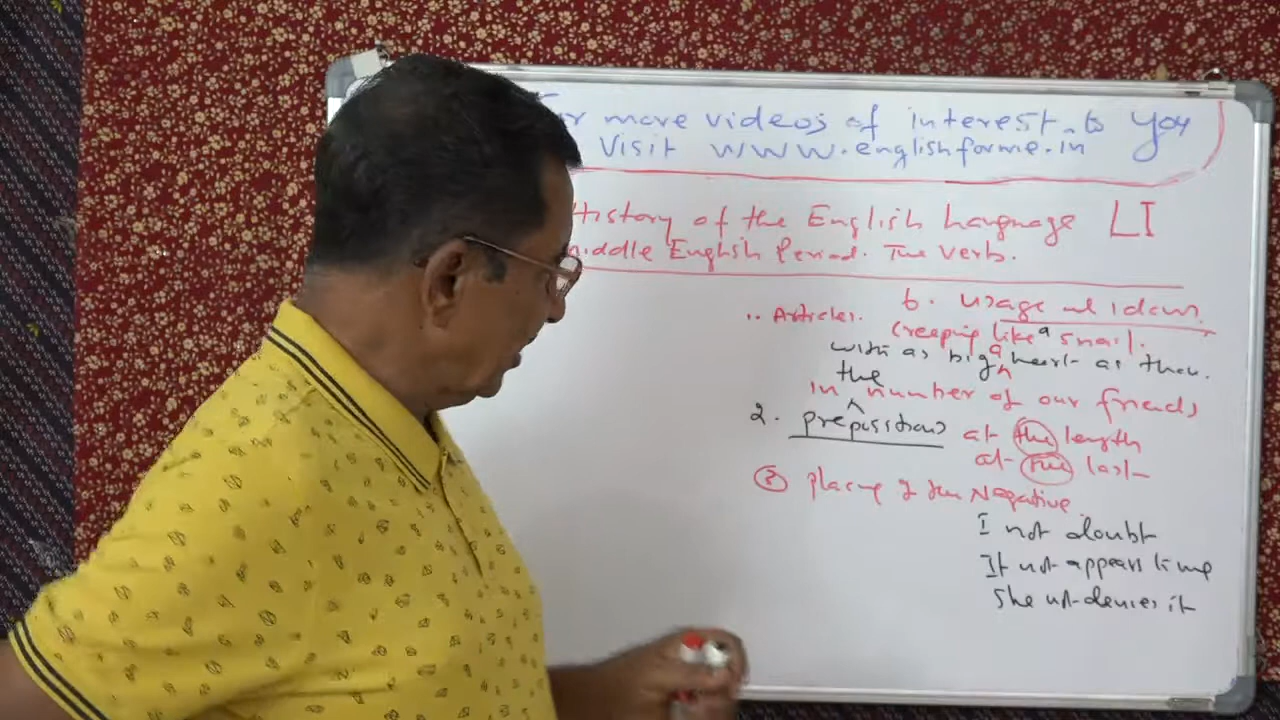 r more videos of interest to you
Visit www.englishforme.in
History of the English Language LI
middle English Period. The verb.
6. usage and idiom
1. Articles.
creeping like a snail.
with as big a heart as thou.
the
in ^ number of our friends
2. prepositions at the length
at the last
3 placing of the Negative
I not doubt
It not appears
She not denies it